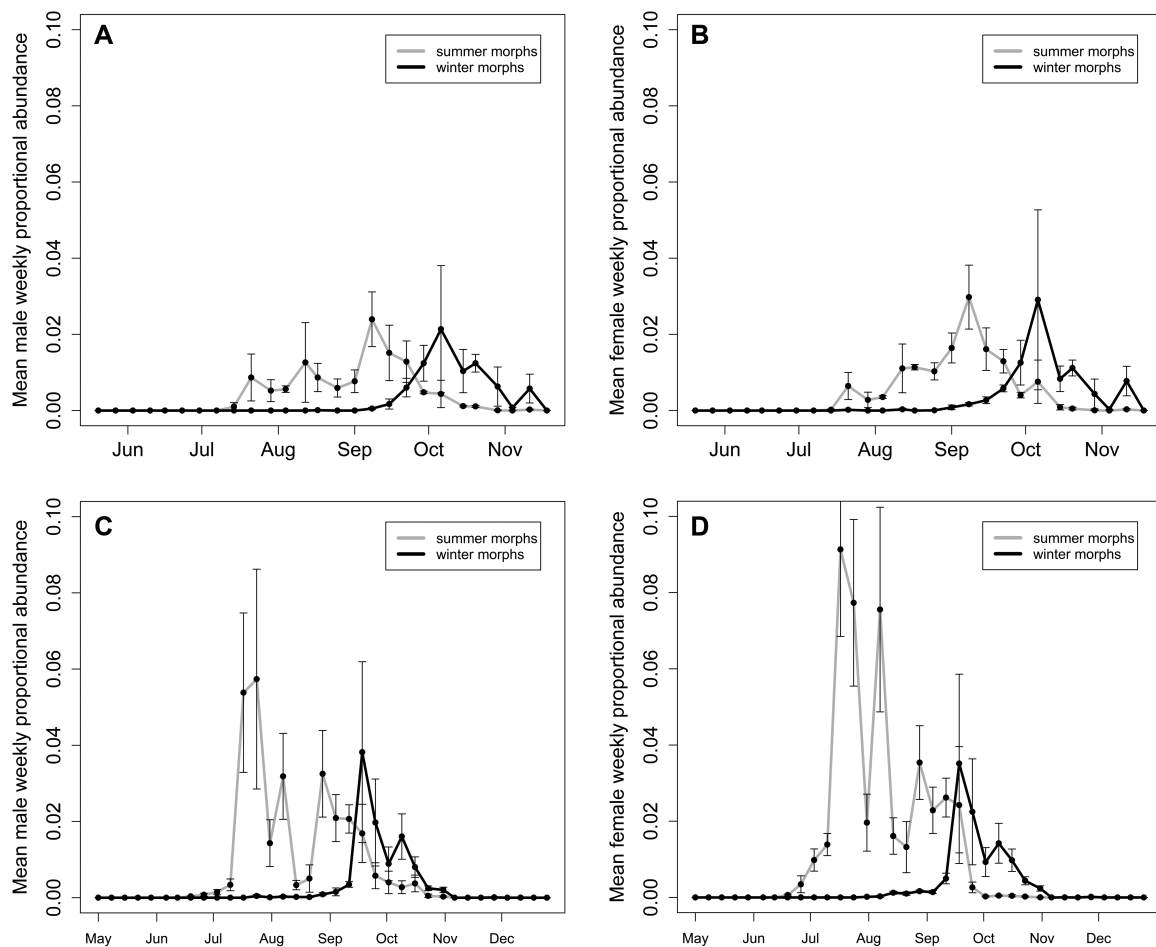 A
summer morphs
winter morphs
Mean male weekly proportional abundance
0.10
0.08
0.06
0.04
0.02
0.00
Jun Jul Aug Sep Oct Nov
B
summer morphs
winter morphs
Mean female weekly proportional abundance
0.10
0.08
0.06
0.04
0.02
0.00
Jun Jul Aug Sep Oct Nov
C
summer morphs
winter morphs
Mean male weekly proportional abundance
0.10
0.08
0.06
0.04
0.02
0.00
May Jun Jul Aug Sep Oct Nov Dec
D
summer morphs
winter morphs
Mean female weekly proportional abundance
0.10
0.08
0.06
0.04
0.02
0.00
May Jun Jul Aug Sep Oct Nov Dec